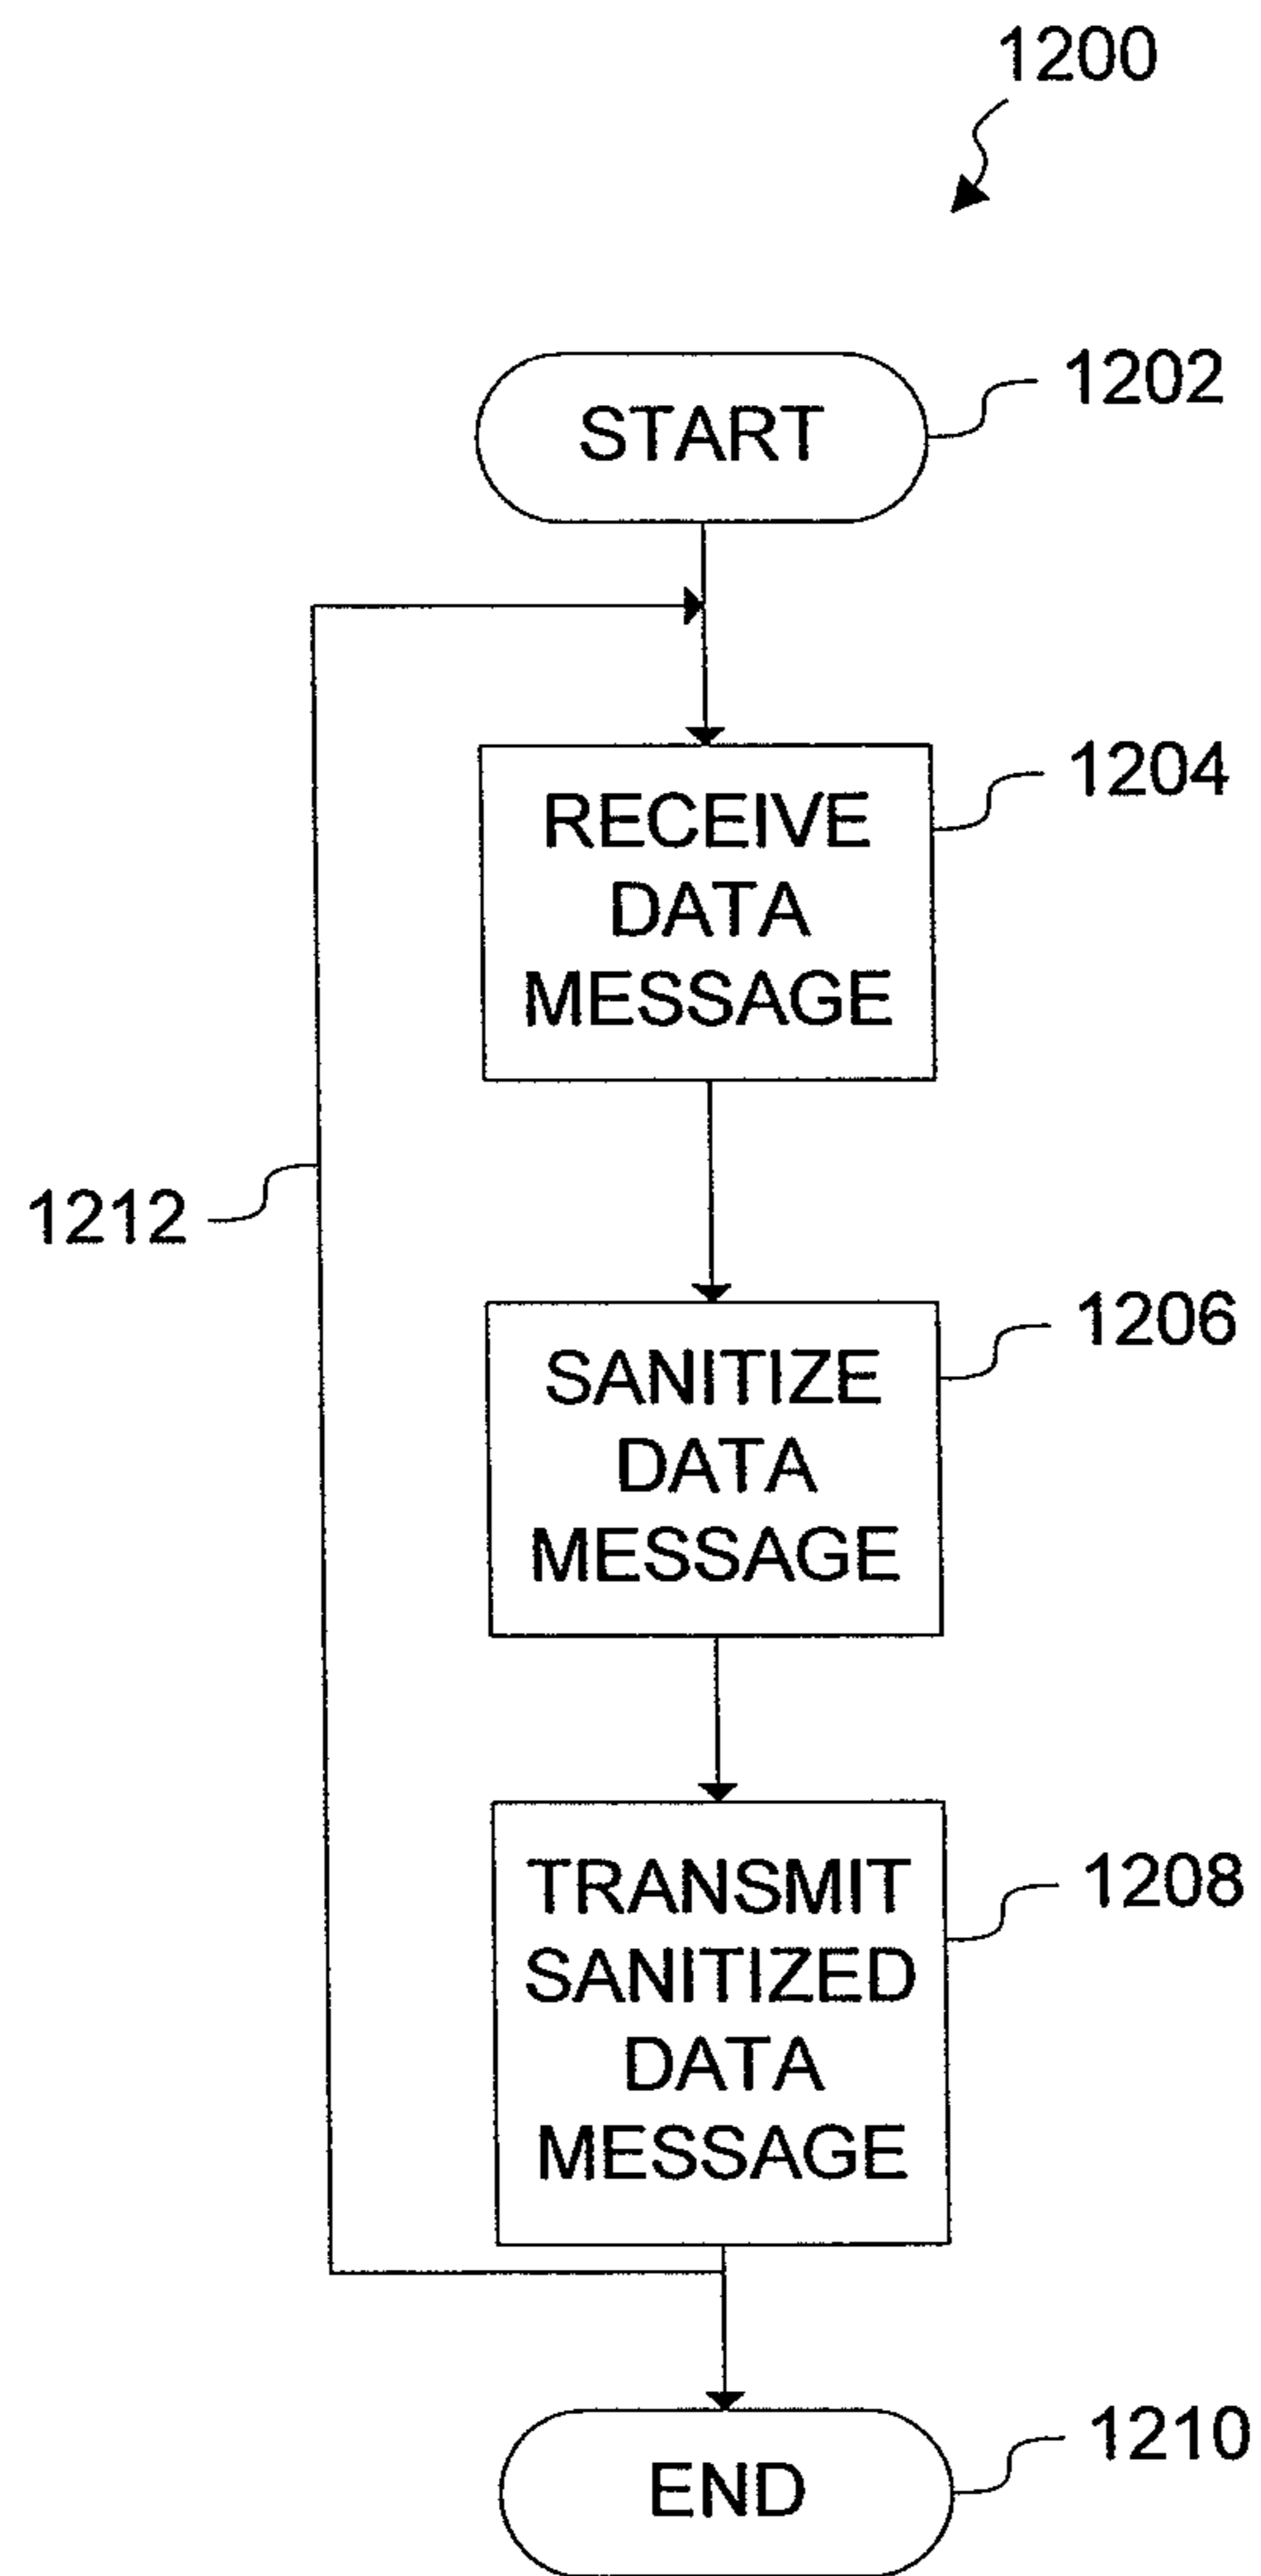 1200
START
1202
RECEIVE
DATA
MESSAGE
1204
1212
SANITIZE
DATA
MESSAGE
1206
TRANSMIT
SANITIZED
DATA
MESSAGE
1208
END
1210